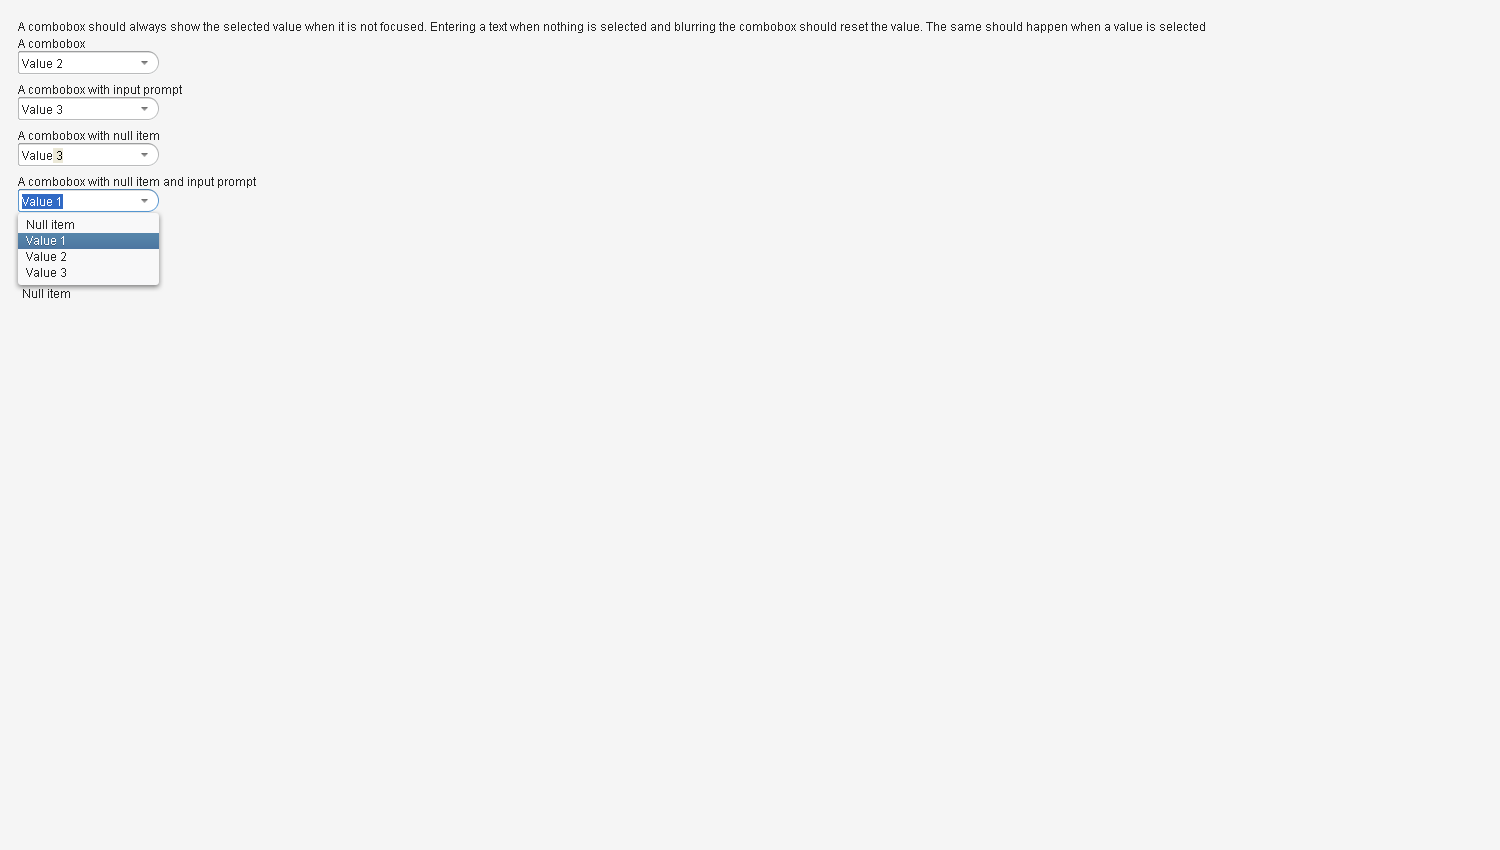 A combobox should always show the selected value when it is not focused. Entering a text when nothing is selected and blurring the combobox should reset the value. The same should happen when a value is selected
A combobox
Value 2
A combobox with input prompt
Value 3
A combobox with null item
Value 3
A combobox with null item and input prompt
Value 1
Null item
Value 1
Value 2
Value 3
Null item